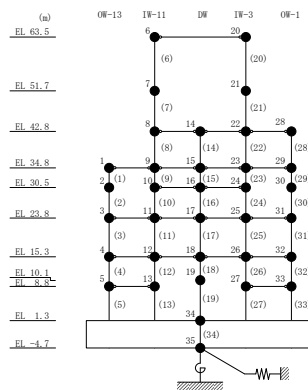 (m) OW-13 IW-11 DW IW-3 OW-1
EL 63.5 6 20
(6) (20)
EL 51.7 7 21
(7) (21)
EL 42.8 8 14 22 28
(8) (14) (22) (28)
EL 34.8 1 9 15 23 29
(1) (9) (15) (23) (29)
EL 30.5 2 10 16 24 30
(2) (10) (16) (24) (30)
EL 23.8 3 11 17 25 31
(3) (11) (17) (25) (31)
EL 15.3 4 12 18 26 32
(4) (12) (18) (26) (32)
EL 10.1 19
EL 8.8 5 13 27 33
(5) (13) (19) (27) (33)
EL 1.3 34
(34)
EL -4.7 35